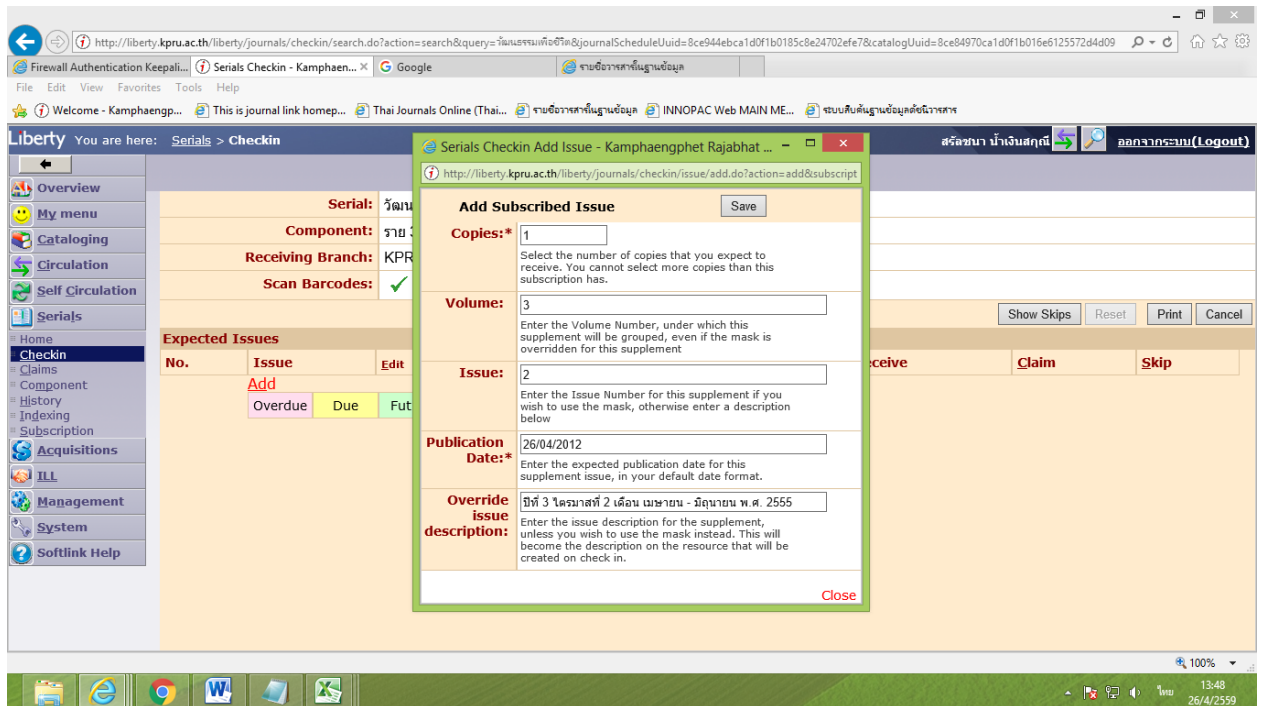 http://liberty.kpru.ac.th/liberty/journals/checkin/search.do?action=search&query=วัฒนธรรมเพื่อชีวิต&journalScheduleUuid=8ce944ebca1d0f1b0185c8e24702efe7&catalogUuid=8ce84970ca1d0f1b016e6125572d4d09
Firewall Authentication Keepali... Serials Checkin - Kamphaen... × Google รายชื่อวารสารในฐานข้อมูล
File Edit View Favorites Tools Help
Welcome - Kamphaengp... This is journal link homep... Thai Journals Online (Thai... รายชื่อวารสารในฐานข้อมูล INNOPAC Web MAIN ME... ระบบสืบค้นฐานข้อมูลดัชนีวารสาร
Liberty You are here: Serials > Checkin
สรัลชนา น้ำเงินสกุณี ออกจากระบบ(Logout)
Overview
My menu
Cataloging
Circulation
Self Circulation
Serials
Home
Checkin
Claims
Component
History
Indexing
Subscription
Acquisitions
ILL
Management
System
Softlink Help
Serial: วัฒน
Component: ราย 3
Receiving Branch: KPR
Scan Barcodes:
Show Skips Reset Print Cancel
Expected Issues
No. Issue Edit ceive Claim Skip
Add
Overdue Due Fut
Serials Checkin Add Issue - Kamphaengphet Rajabhat ...
http://liberty.kpru.ac.th/liberty/journals/checkin/issue/add.do?action=add&subscript
Add Subscribed Issue Save
Copies:* 1
Select the number of copies that you expect to
receive. You cannot select more copies than this
subscription has.
Volume: 3
Enter the Volume Number, under which this
supplement will be grouped, even if the mask is
overridden for this supplement
Issue: 2
Enter the Issue Number for this supplement if you
wish to use the mask, otherwise enter a description
below
Publication Date:* 26/04/2012
Enter the expected publication date for this
supplement issue, in your default date format.
Override issue description: ปีที่ 3 ไตรมาสที่ 2 เดือน เมษายน - มิถุนายน พ.ศ. 2555
Enter the issue description for the supplement,
unless you wish to use the mask instead. This will
become the description on the resource that will be
created on check in.
Close
100%
ไทย 13:48
26/4/2559